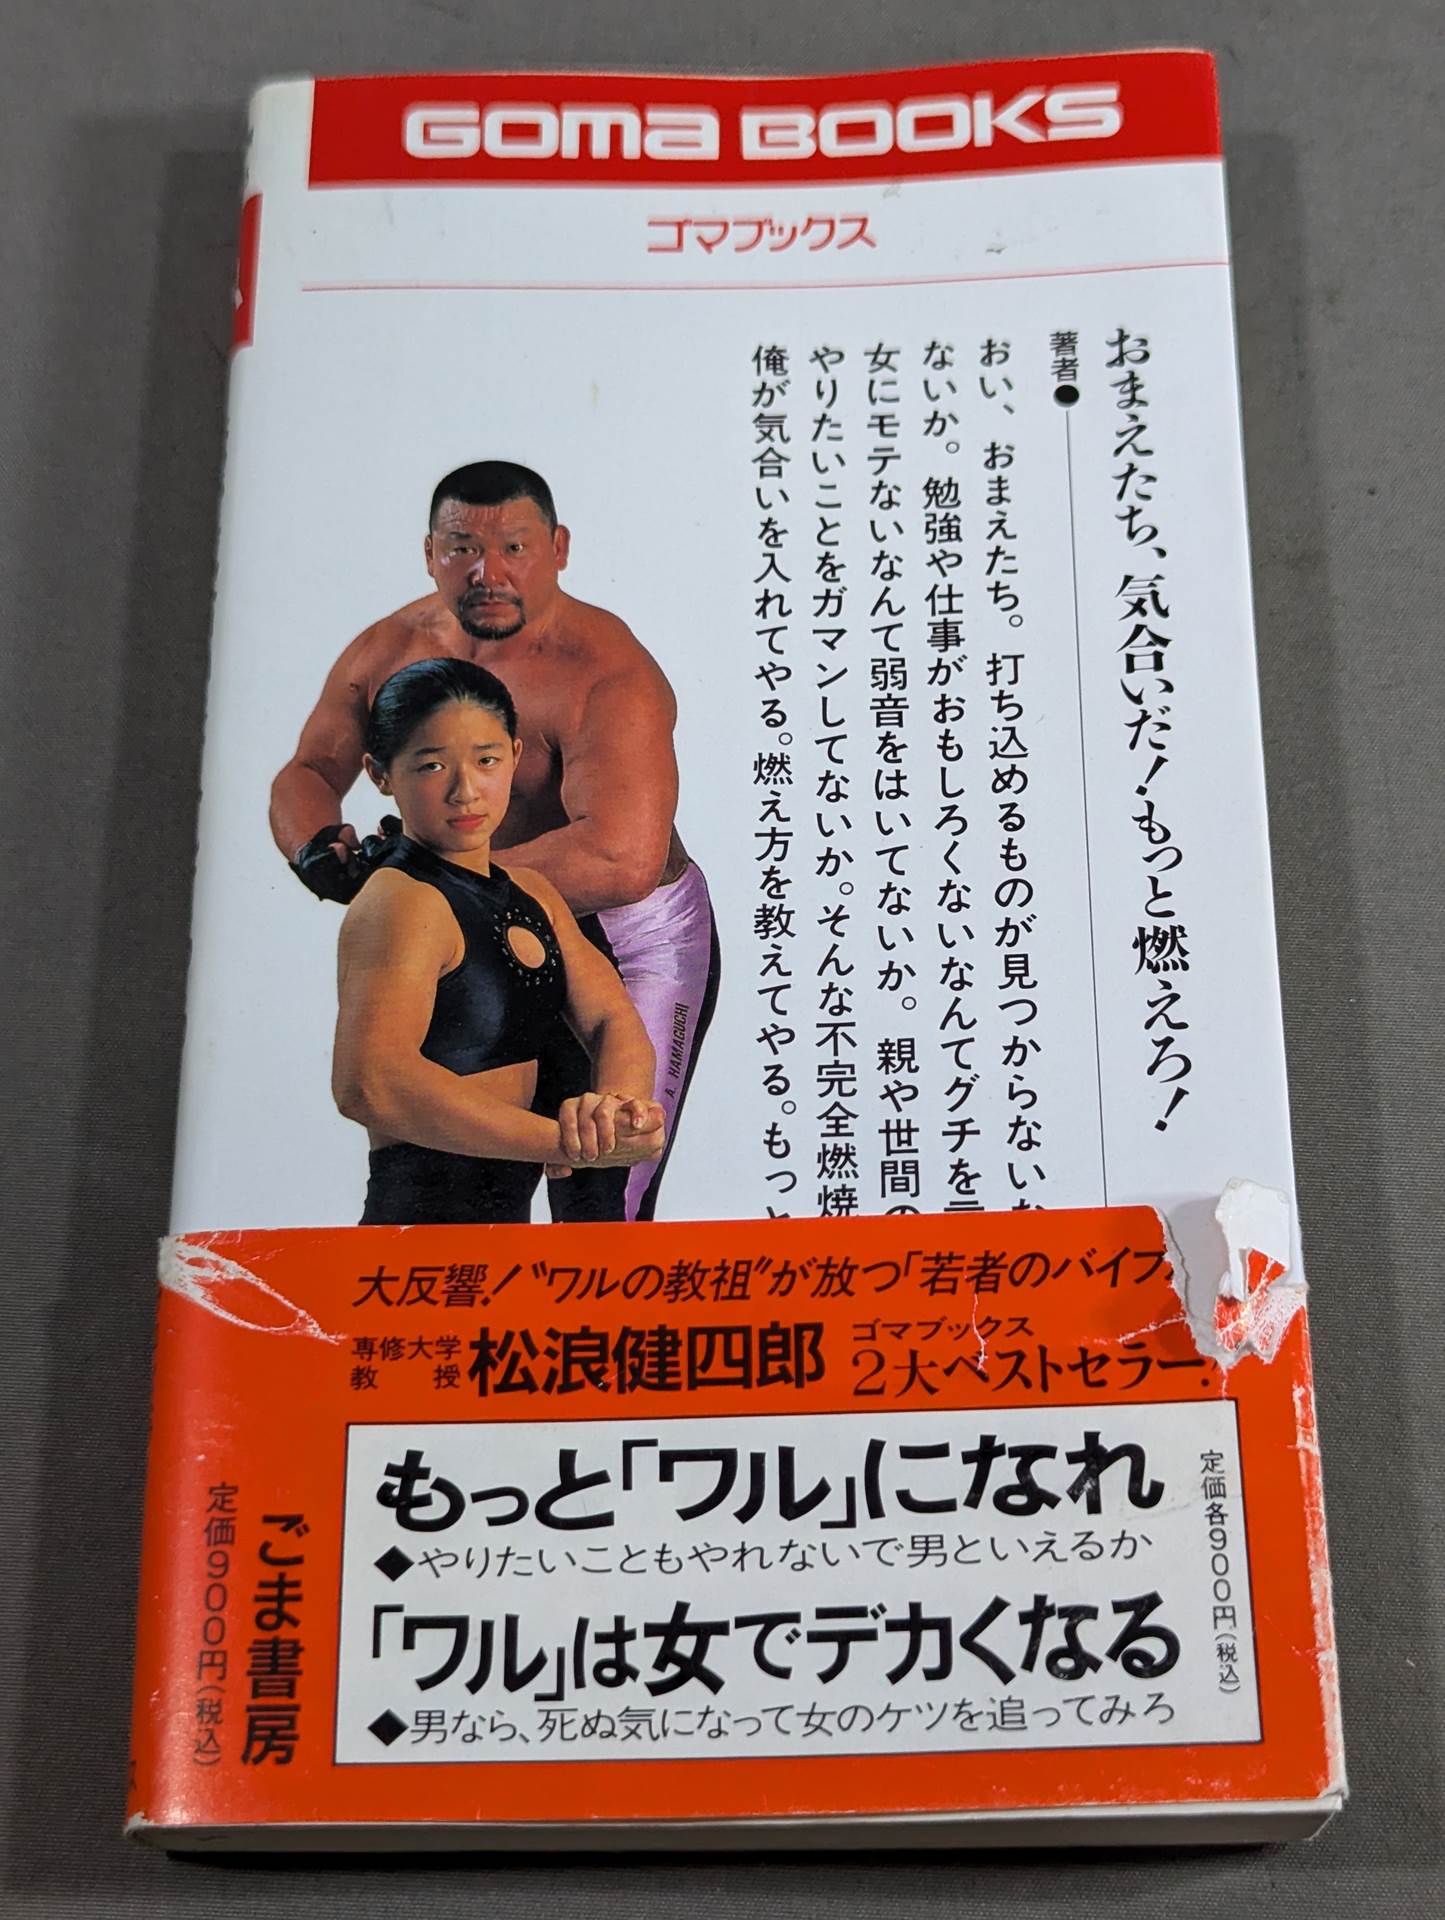 GOMA BOOKS
ゴマブックス
おまえたち、気合いだ!もっと燃えろ!
著者●
おい、おまえたち。打ち込めるものが見つからないな
ないか。勉強や仕事がおもしろくないなんてグチを
女にモテないなんて弱音をはいてないか。親や世間の
やりたいことをガマンしてないか。そんな不完全燃焼
俺が気合いを入れてやる。燃え方を教えてやる。もっと
A. HAMAGUCHI
大反響!“ワルの教祖”が放つ「若者のバイブ
専修大学
教授
松浪健四郎
ゴマブックス
2大ベストセラー!
もっと「ワル」になれ
◆やりたいこともやれないで男といえるか
「ワル」は女でデカくなる
◆男なら、死ぬ気になって女のケツを追ってみろ
定価各900円(税込)
ごま書房
定価900円(税込)